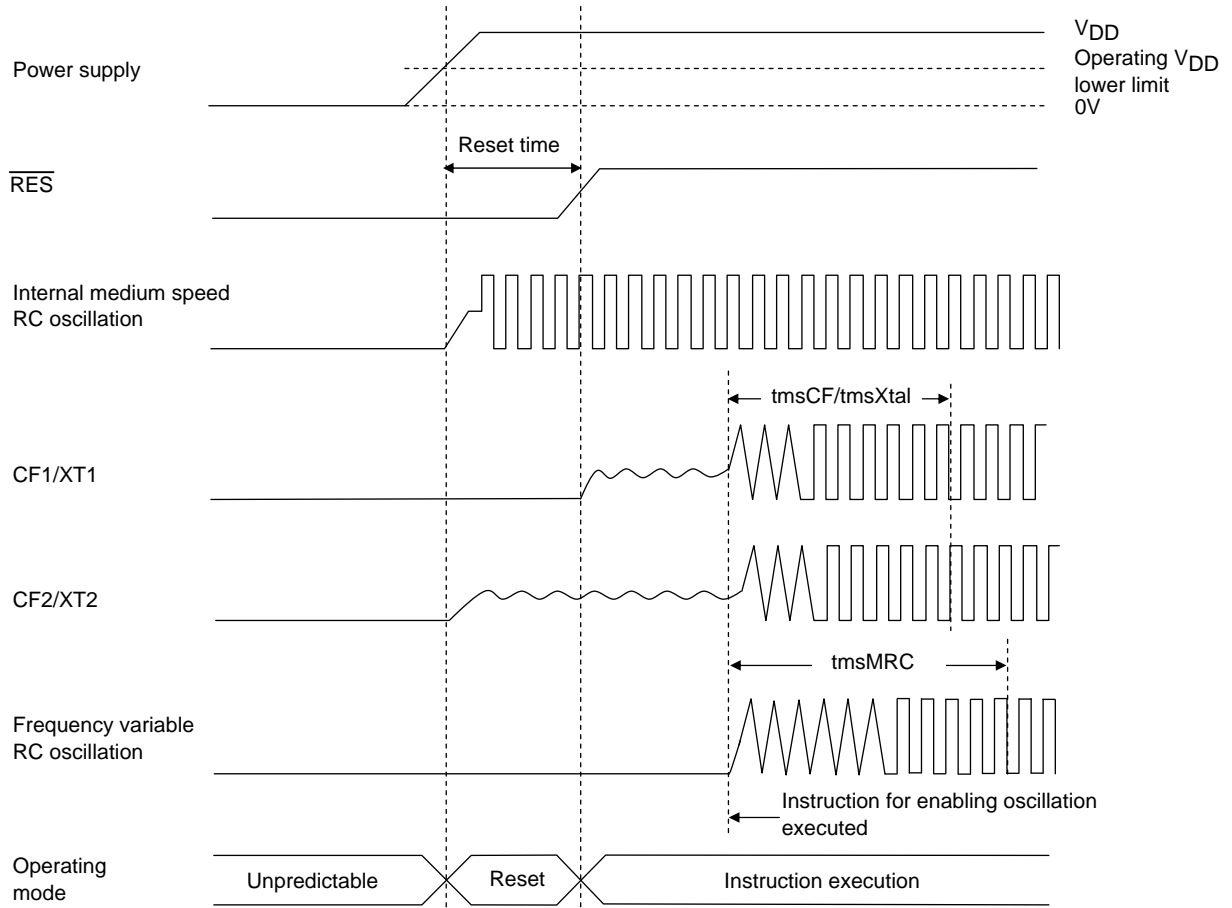 Power supply
VDD
Operating VDD
lower limit
0V
Reset time
RES
Internal medium speed
RC oscillation
tmsCF/tmsXtal
CF1/XT1
CF2/XT2
tmsMRC
Frequency variable
RC oscillation
Instruction for enabling oscillation
executed
Operating
mode
Unpredictable
Reset
Instruction execution